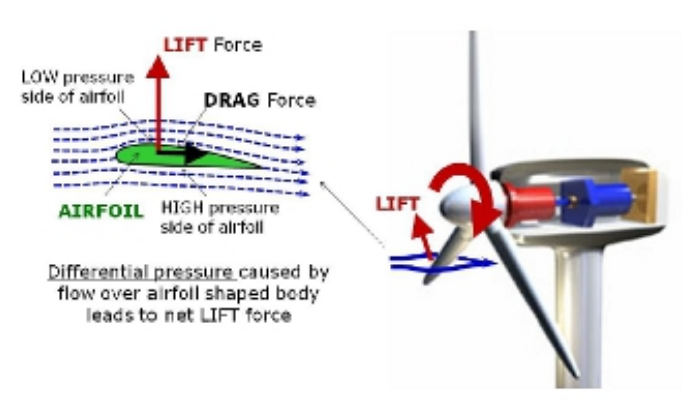 LIFT Force
LOW pressure
side of airfoil
DRAG Force
AIRFOIL
HIGH pressure
side of airfoil
Differential pressure caused by
flow over airfoil shaped body
leads to net LIFT force
LIFT